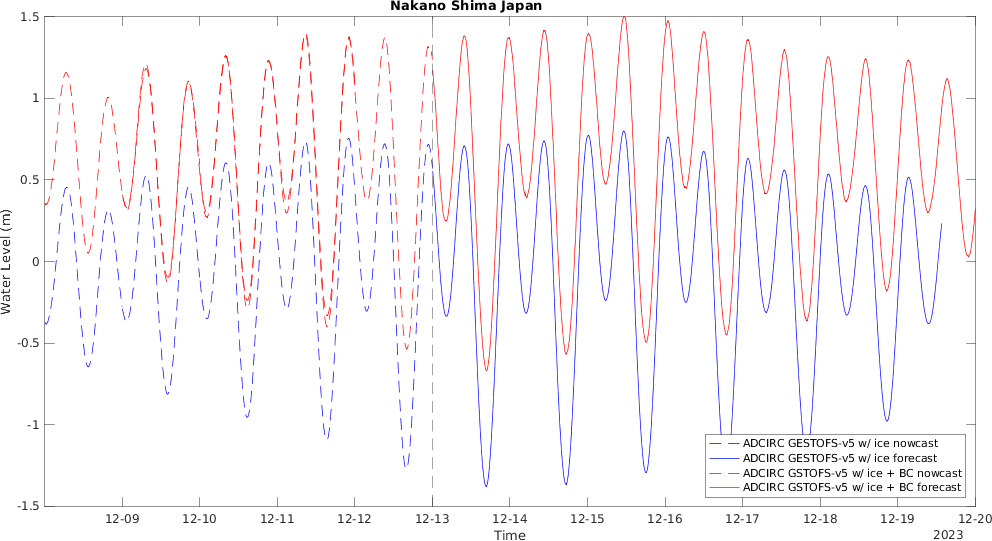 Nakano Shima Japan
1.5
1
0.5
0
-0.5
-1
-1.5
Water Level (m)
12-09 12-10 12-11 12-12 12-13 12-14 12-15 12-16 12-17 12-18 12-19 12-20
Time
2023
ADCIRC GESTOFS-v5 w/ ice nowcast
ADCIRC GESTOFS-v5 w/ ice forecast
ADCIRC GSTOFS-v5 w/ ice + BC nowcast
ADCIRC GSTOFS-v5 w/ ice + BC forecast